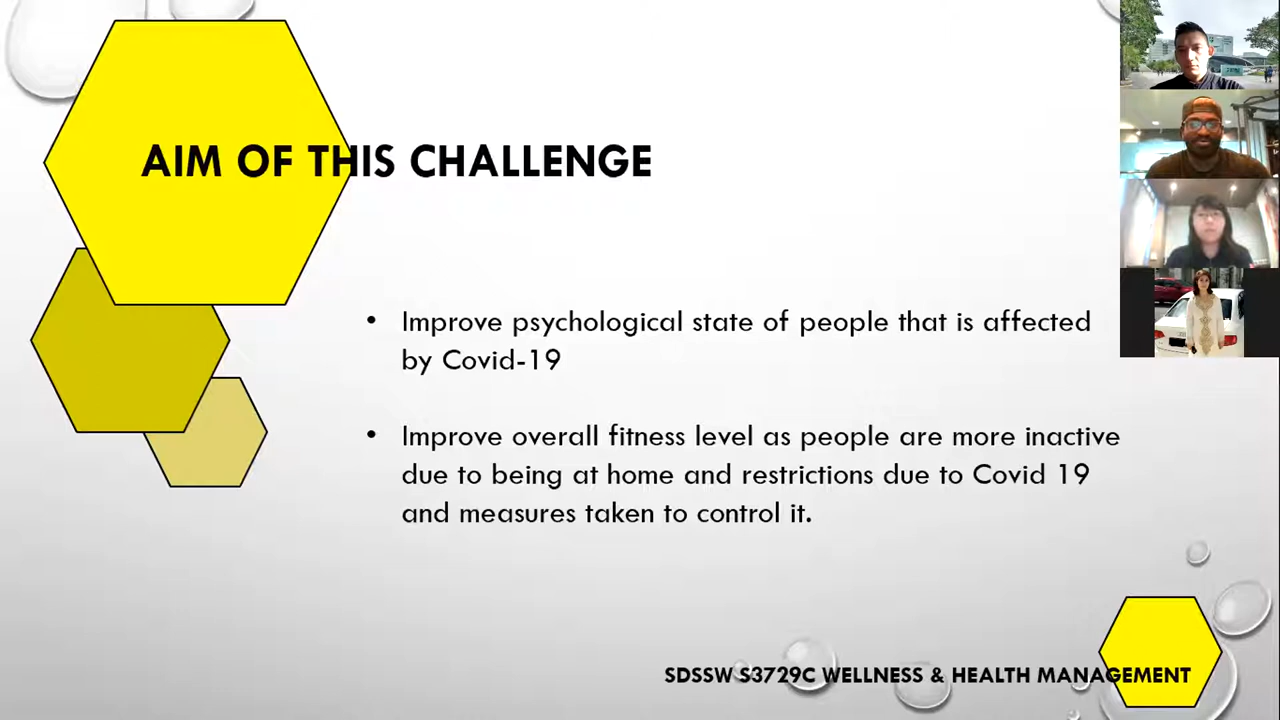 AIM OF THIS CHALLENGE
• Improve psychological state of people that is affected
by Covid-19
• Improve overall fitness level as people are more inactive
due to being at home and restrictions due to Covid 19
and measures taken to control it.
SDSSW S3729C WELLNESS & HEALTH MANAGEMENT